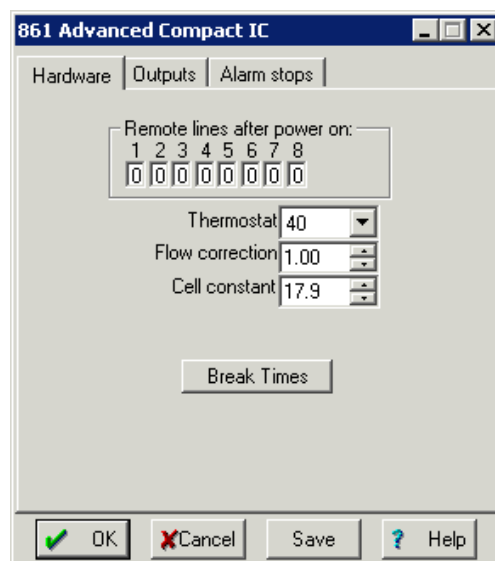 861 Advanced Compact IC
Hardware Outputs Alarm stops
Remote lines after power on:
1 2 3 4 5 6 7 8
0 0 0 0 0 0 0 0
Thermostat 40
Flow correction 1.00
Cell constant 17.9
Break Times
OK Cancel Save ? Help